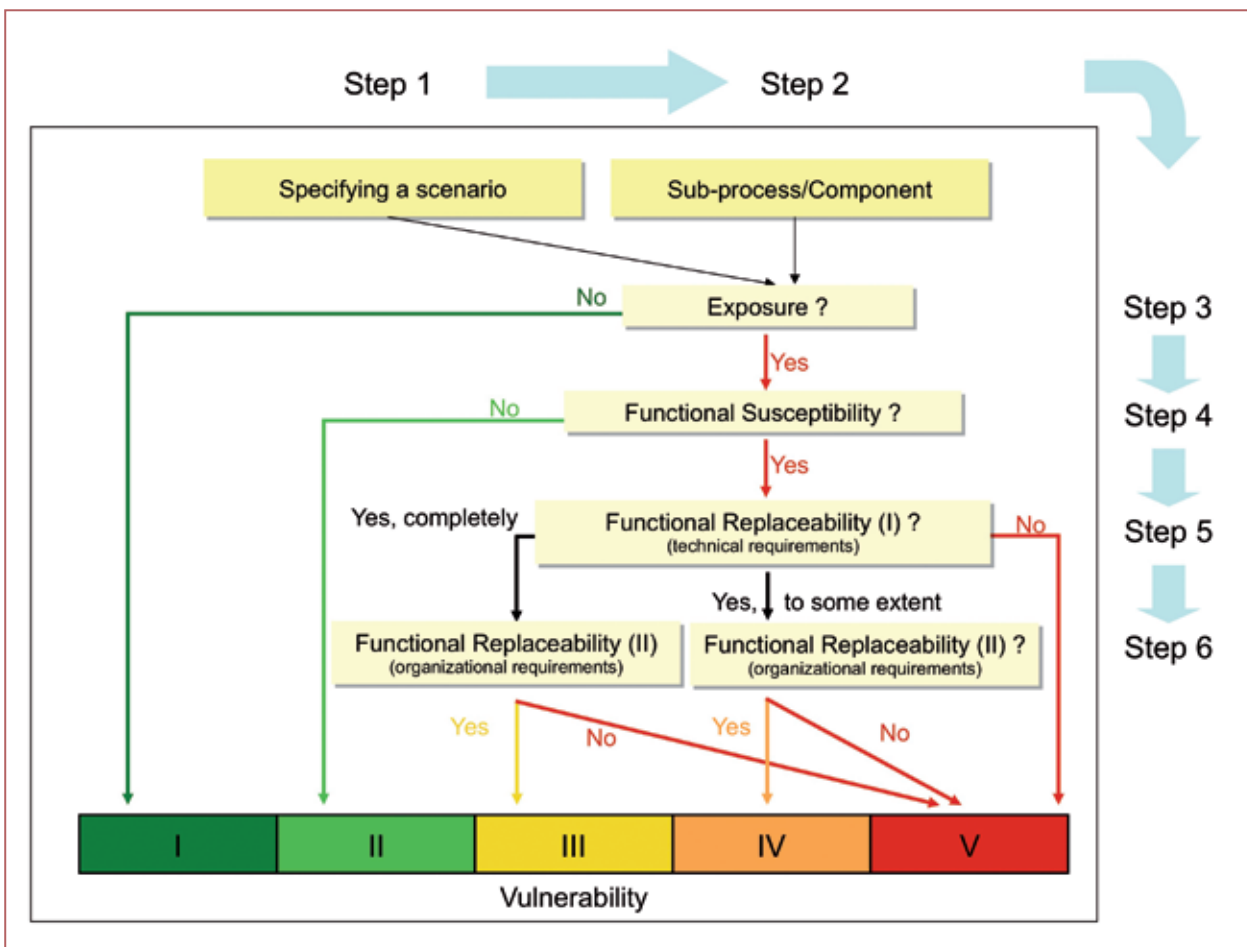 Step 1
Step 2
Specifying a scenario
Sub-process/Component
No
Exposure ?
Step 3
Yes
No
Functional Susceptibility ?
Step 4
Yes
Yes, completely
Functional Replaceability (I) ?
(technical requirements)
No
Step 5
Yes, to some extent
Functional Replaceability (II)
(organizational requirements)
Functional Replaceability (II) ?
(organizational requirements)
Step 6
Yes
No
Yes
No
I
II
III
IV
V
Vulnerability